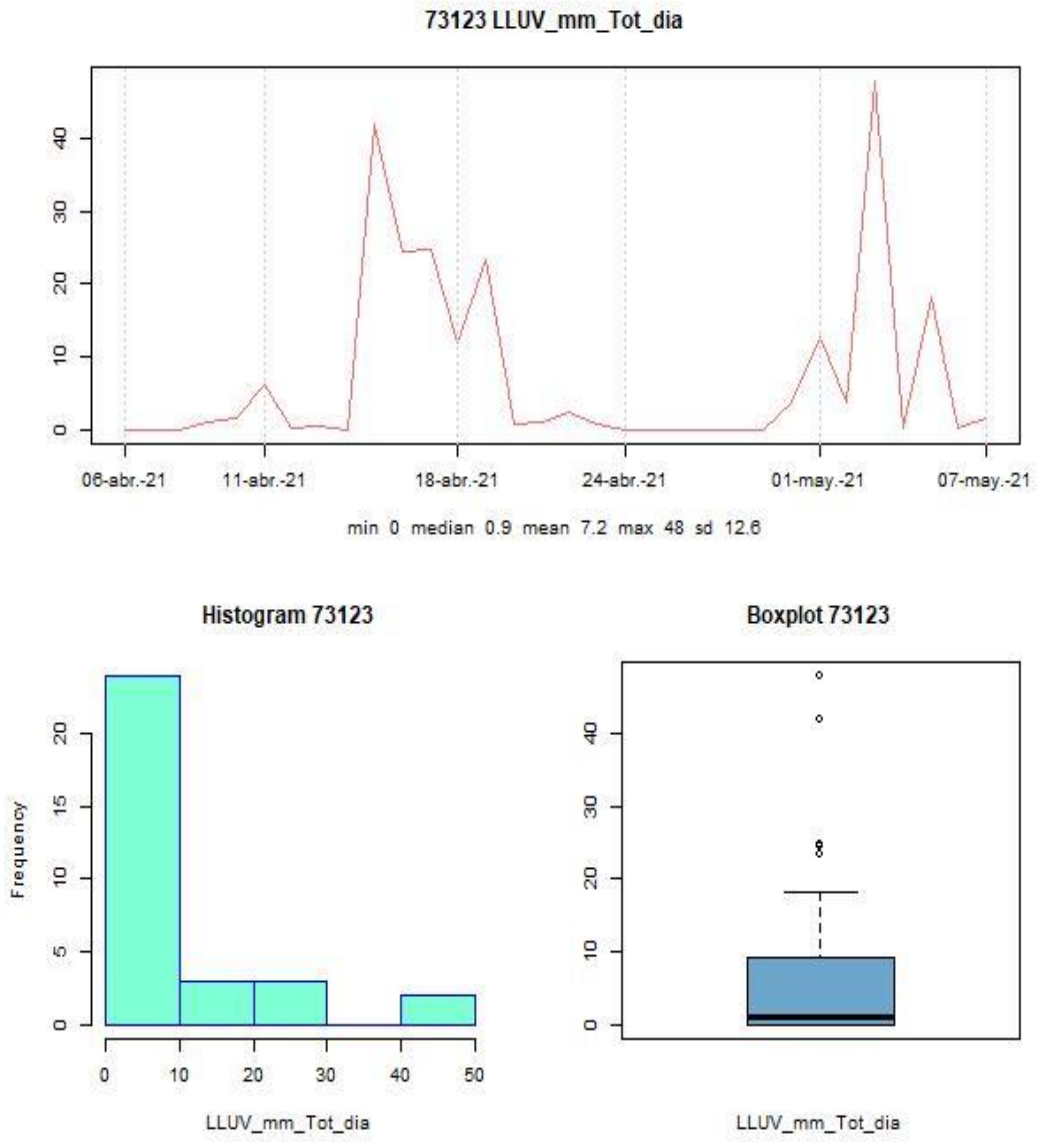 73123 LLUV_mm_Tot_dia
40
30
20
10
0
06-abr.-21 11-abr.-21 18-abr.-21 24-abr.-21 01-may.-21 07-may.-21
min 0 median 0.9 mean 7.2 max 48 sd 12.6
Histogram 73123
Frequency
20
15
10
5
0
0 10 20 30 40 50
LLUV_mm_Tot_dia
Boxplot 73123
40
30
20
10
0
LLUV_mm_Tot_dia